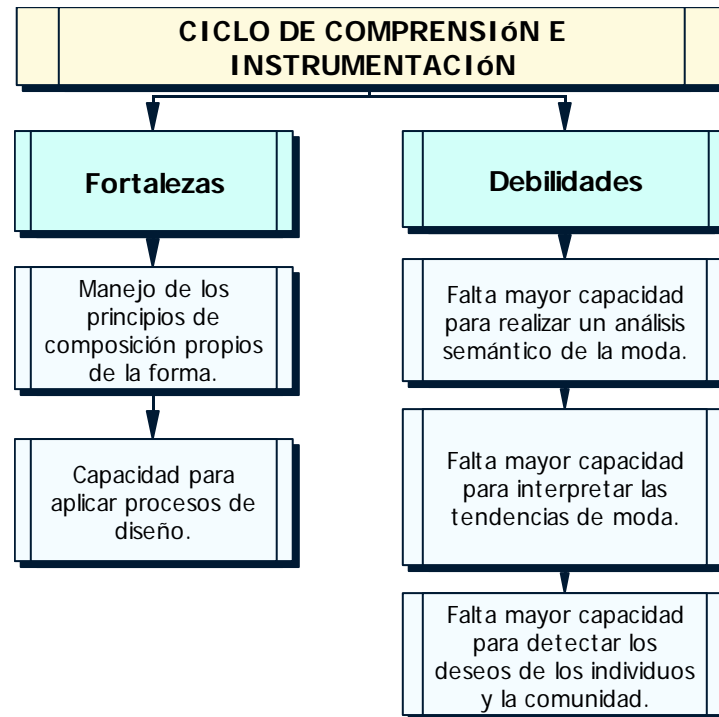 CICLO DE COMPRENSIóN E
INSTRUMENTACIóN
Fortalezas
Manejo de los
principios de
composición propios
de la forma.
Capacidad para
aplicar procesos de
diseño.
Debilidades
Falta mayor capacidad
para realizar un análisis
semántico de la moda.
Falta mayor capacidad
para interpretar las
tendencias de moda.
Falta mayor capacidad
para detectar los
deseos de los individuos
y la comunidad.